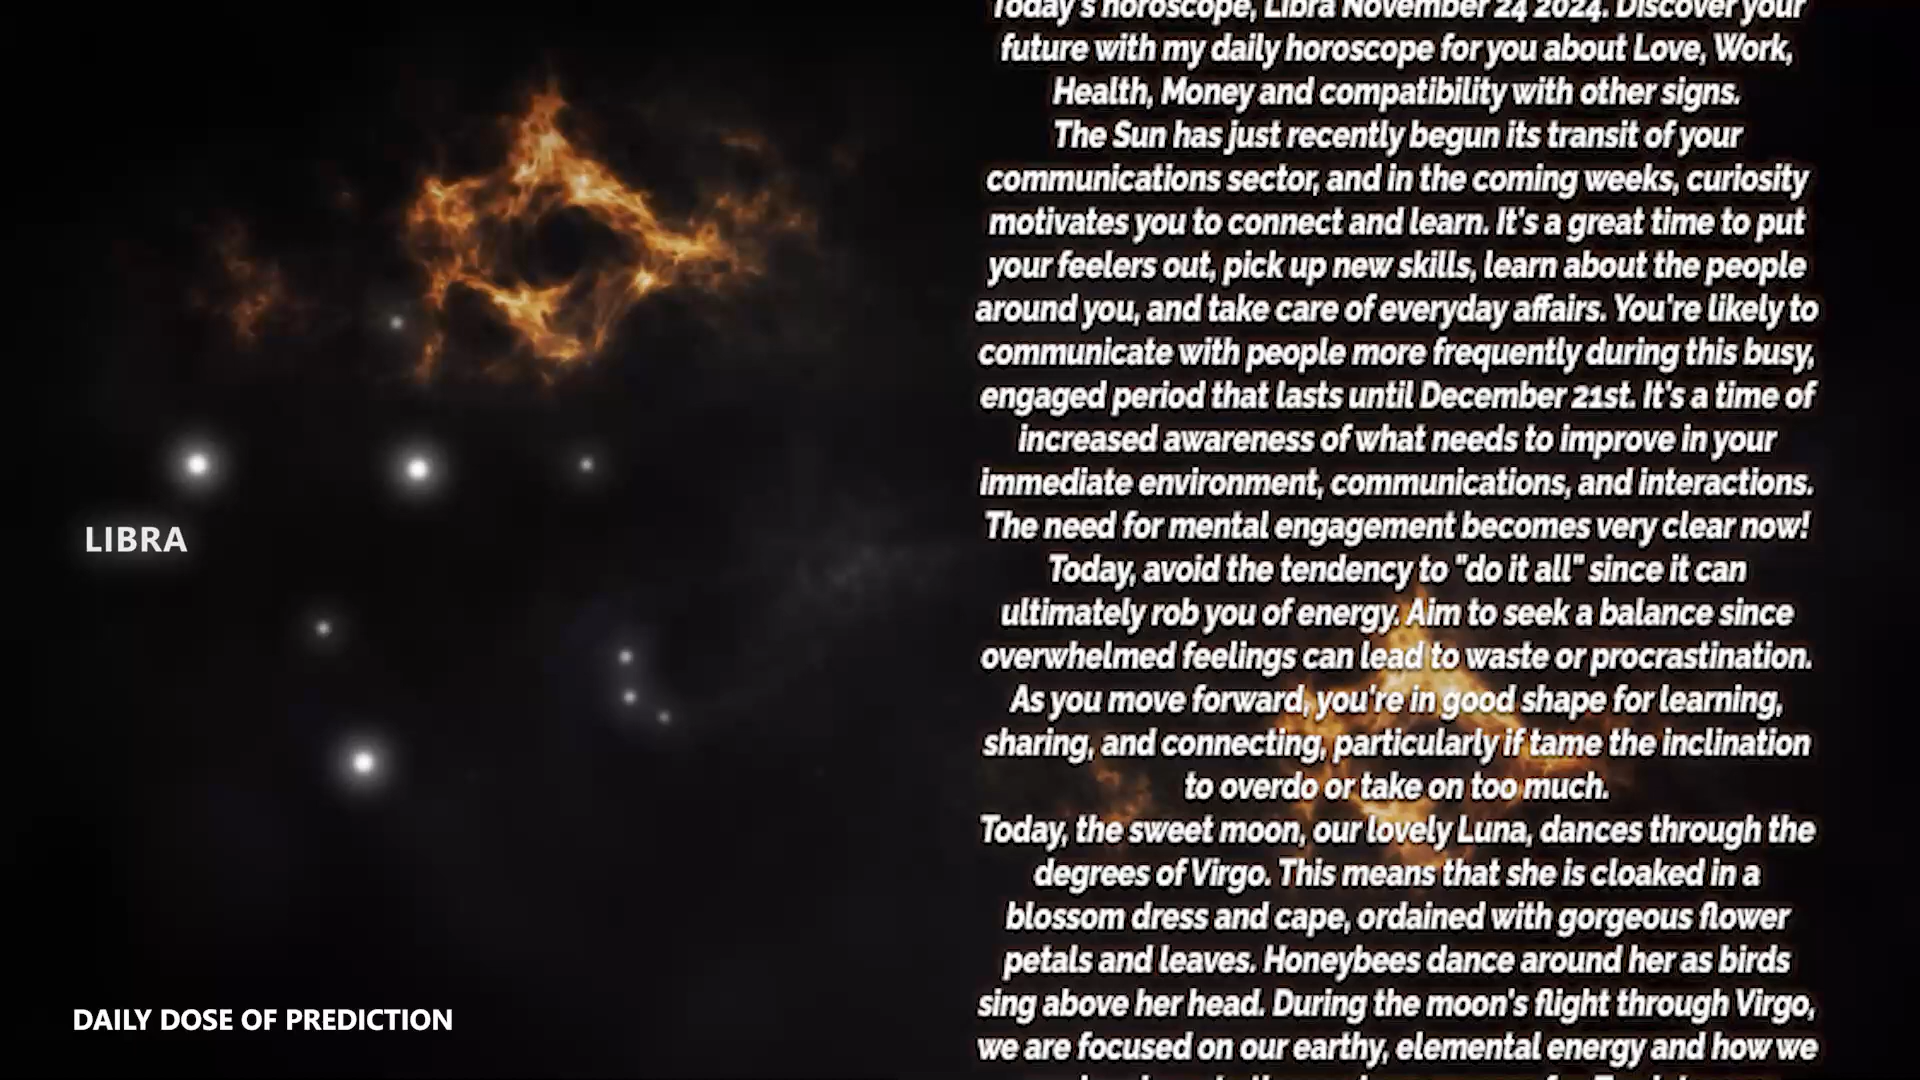 Today's horoscope, Libra November 24 2024. Discover your
future with my daily horoscope for you about Love, Work,
Health, Money and compatibility with other signs.
The Sun has just recently begun its transit of your
communications sector, and in the coming weeks, curiosity
motivates you to connect and learn. It's a great time to put
your feelers out, pick up new skills, learn about the people
around you, and take care of everyday affairs. You're likely to
communicate with people more frequently during this busy,
engaged period that lasts until December 21st. It's a time of
increased awareness of what needs to improve in your
immediate environment, communications, and interactions.
The need for mental engagement becomes very clear now!
Today, avoid the tendency to "do it all" since it can
ultimately rob you of energy. Aim to seek a balance since
overwhelmed feelings can lead to waste or procrastination.
As you move forward, you're in good shape for learning,
sharing, and connecting, particularly if tame the inclination
to overdo or take on too much.
Today, the sweet moon, our lovely Luna, dances through the
degrees of Virgo. This means that she is cloaked in a
blossom dress and cape, ordained with gorgeous flower
petals and leaves. Honeybees dance around her as birds
sing above her head. During the moon's flight through Virgo,
we are focused on our earthy, elemental energy and how we
LIBRA
DAILY DOSE OF PREDICTION